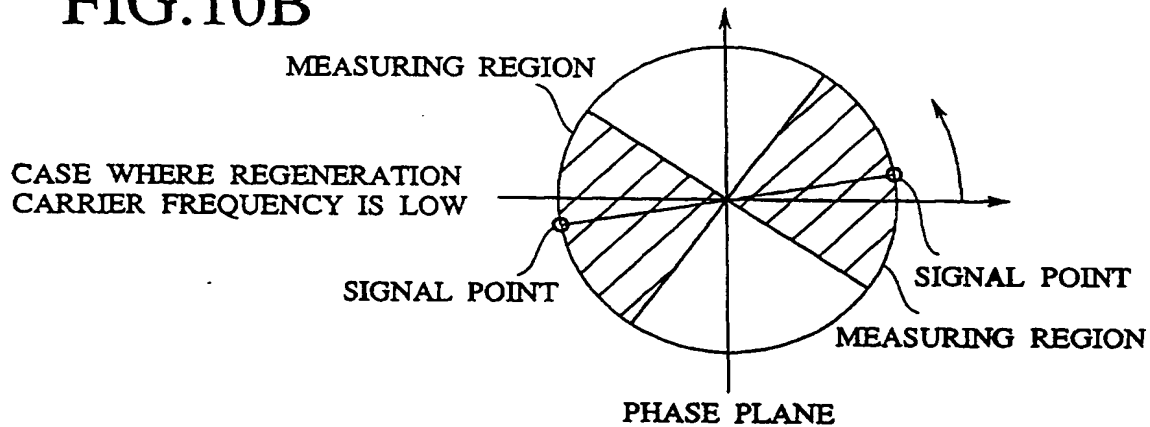 FIG.10B
MEASURING REGION
CASE WHERE REGENERATION
CARRIER FREQUENCY IS LOW
SIGNAL POINT
SIGNAL POINT
MEASURING REGION
PHASE PLANE